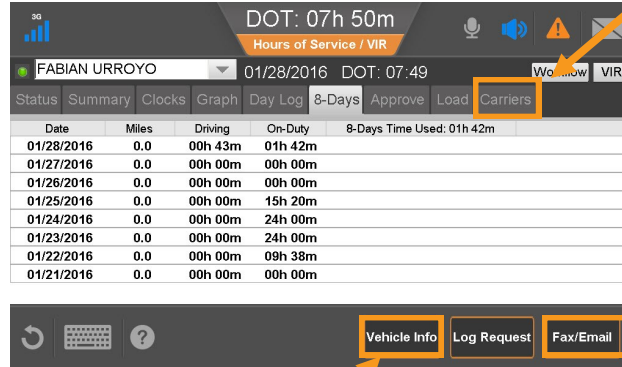 3G
DOT: 07h 50m
Hours of Service / VIR
FABIAN URROYO 01/28/2016 DOT: 07:49 Workflow VIR
Status Summary Clocks Graph Day Log 8-Days Approve Load Carriers
Date Miles Driving On-Duty 8-Days Time Used: 01h 42m
01/28/2016 0.0 00h 43m 01h 42m
01/27/2016 0.0 00h 00m 00h 00m
01/26/2016 0.0 00h 00m 00h 00m
01/25/2016 0.0 00h 00m 15h 20m
01/24/2016 0.0 00h 00m 24h 00m
01/23/2016 0.0 00h 00m 24h 00m
01/22/2016 0.0 00h 00m 09h 38m
01/21/2016 0.0 00h 00m 00h 00m
? Vehicle Info Log Request Fax/Email